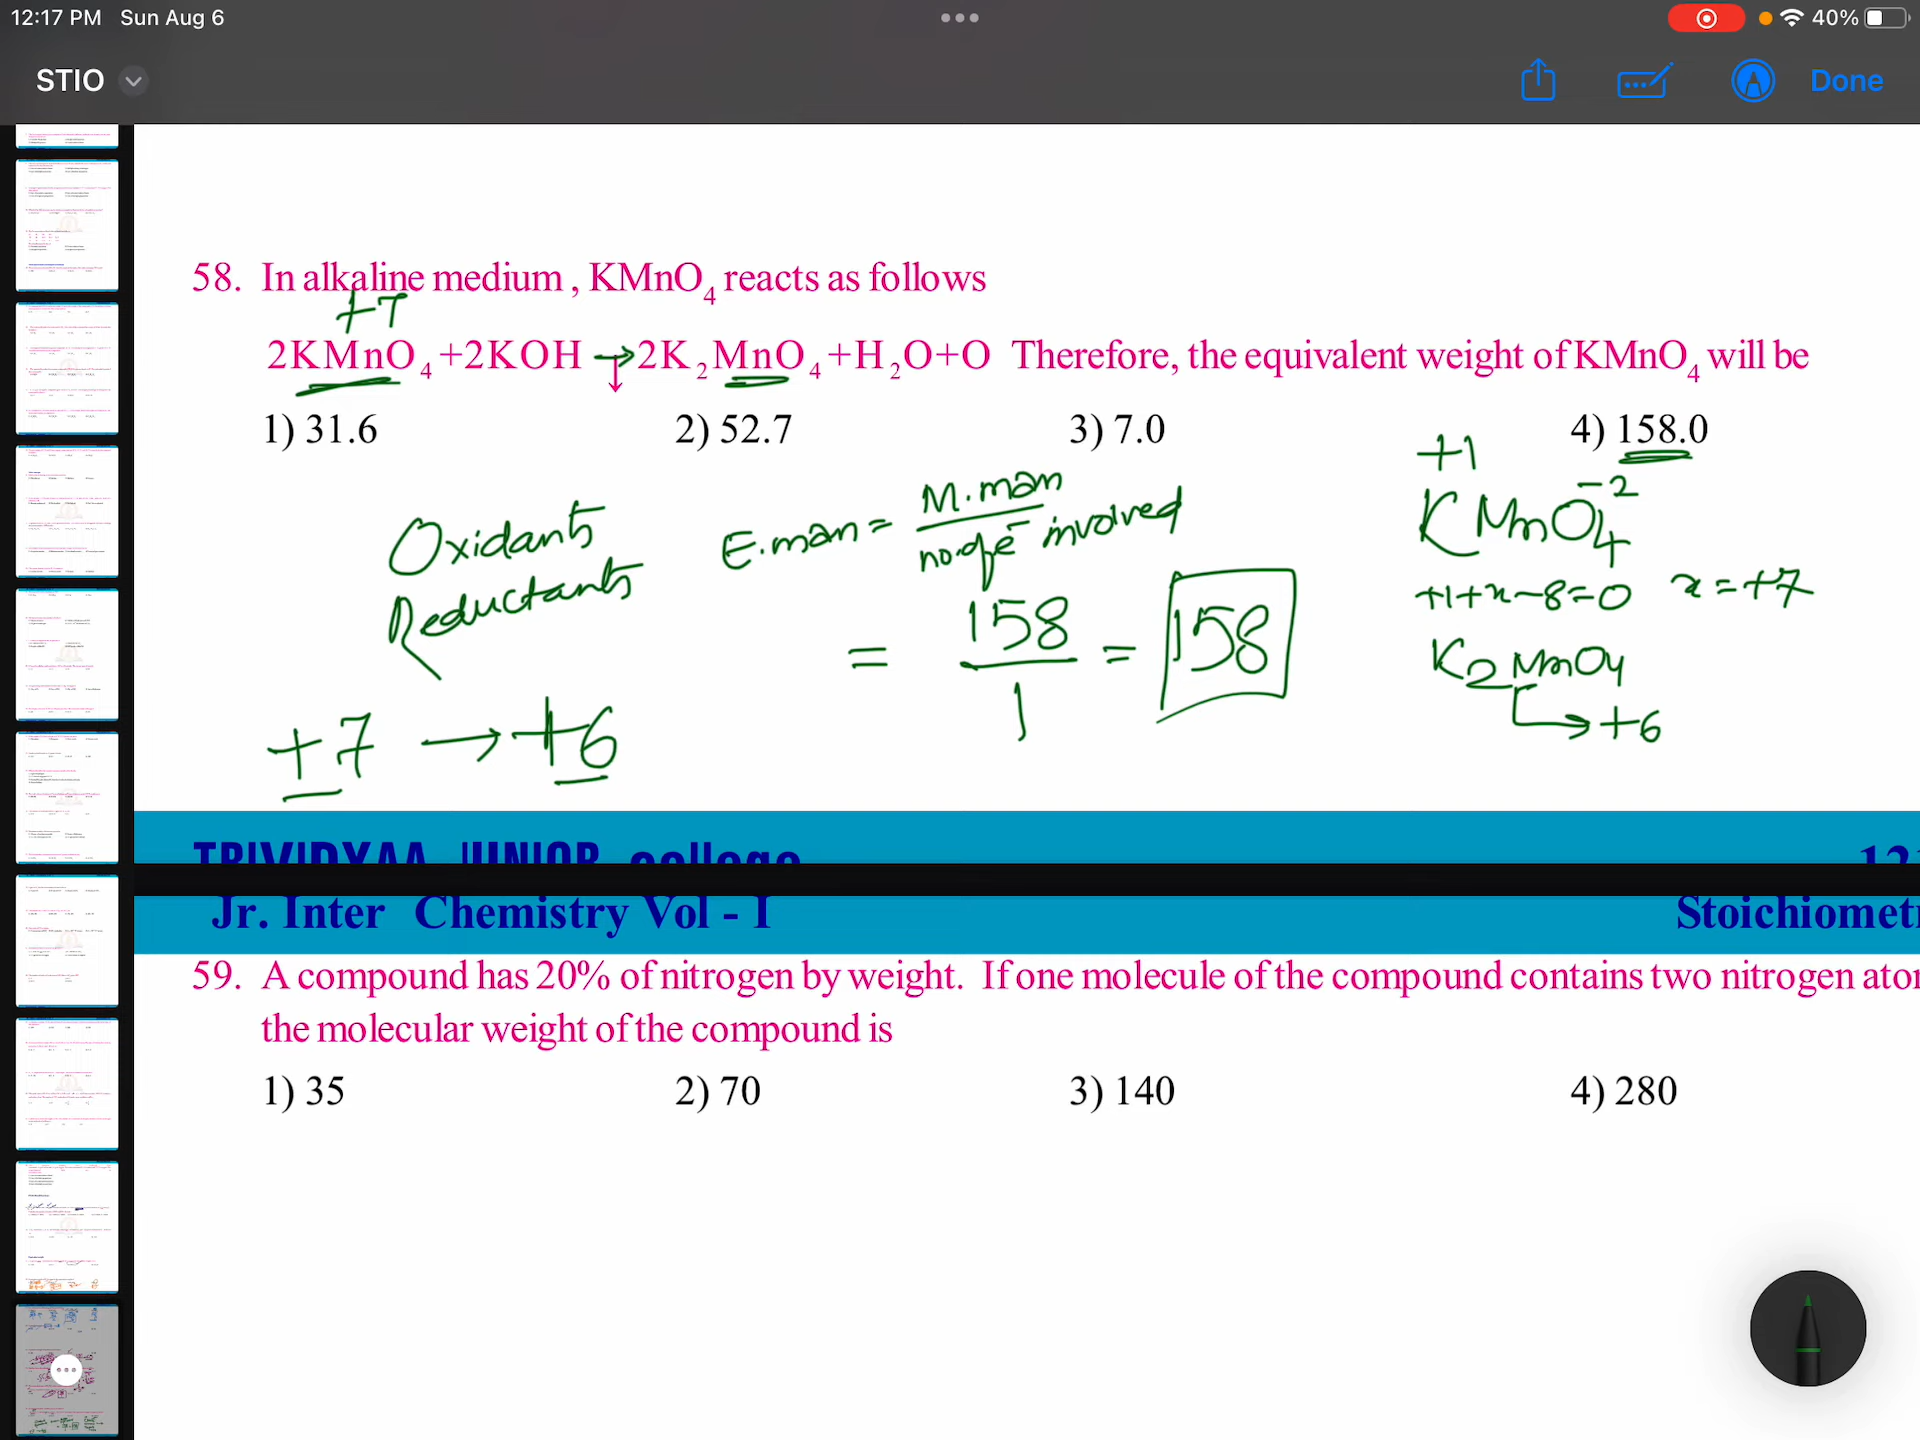 12:17 PM Sun Aug 6
40%
STIO
Done
58. In alkaline medium , KMnO4 reacts as follows
+7
2KMnO4+2KOH → 2K2MnO4+H2O+O Therefore, the equivalent weight of KMnO4 will be
1) 31.6 2) 52.7 3) 7.0 4) 158.0
Oxidants
Reductants
+7 → +6
E.man = M.man / no.of e- involved
= 158 / 1 = 158
+1 -2
KMnO4
+1+x-8=0 x=+7
K2MnO4
→ +6
TRIVIDYAA JUNIOR college
Jr. Inter Chemistry Vol - I
59. A compound has 20% of nitrogen by weight. If one molecule of the compound contains two nitrogen
the molecular weight of the compound is
1) 35 2) 70 3) 140 4) 280